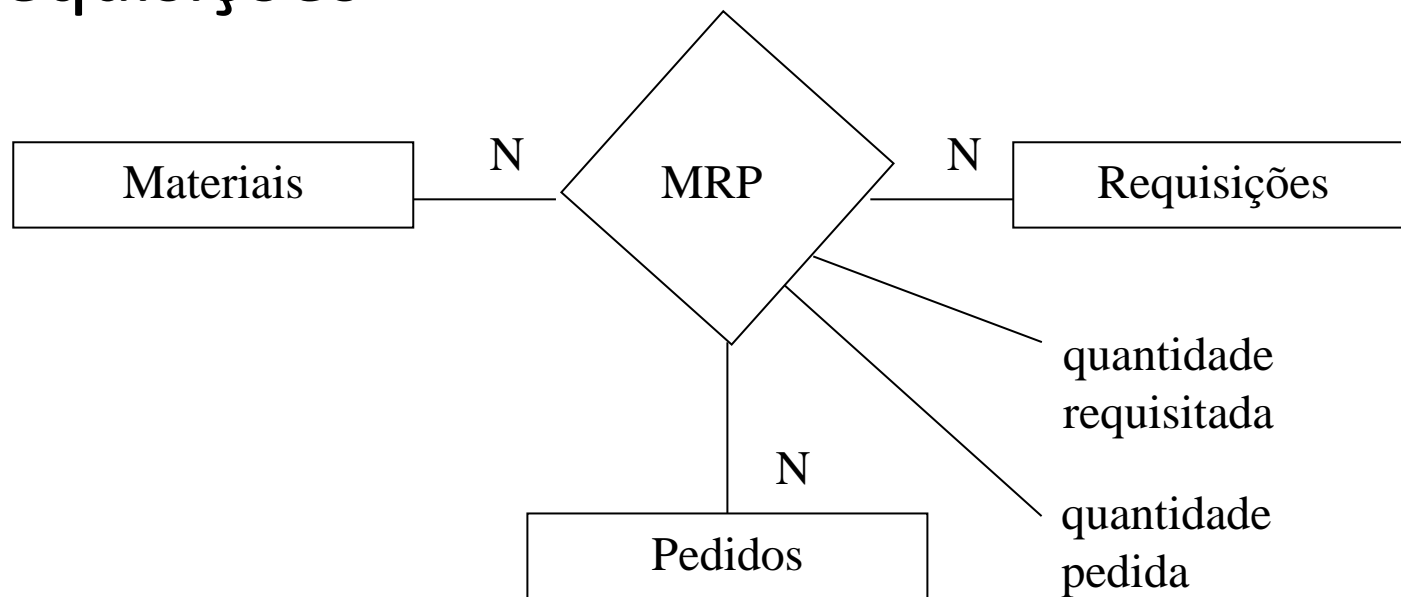 N
N
Materiais
MRP
Requisições
quantidade
requisitada
N
quantidade
Pedidos
pedida